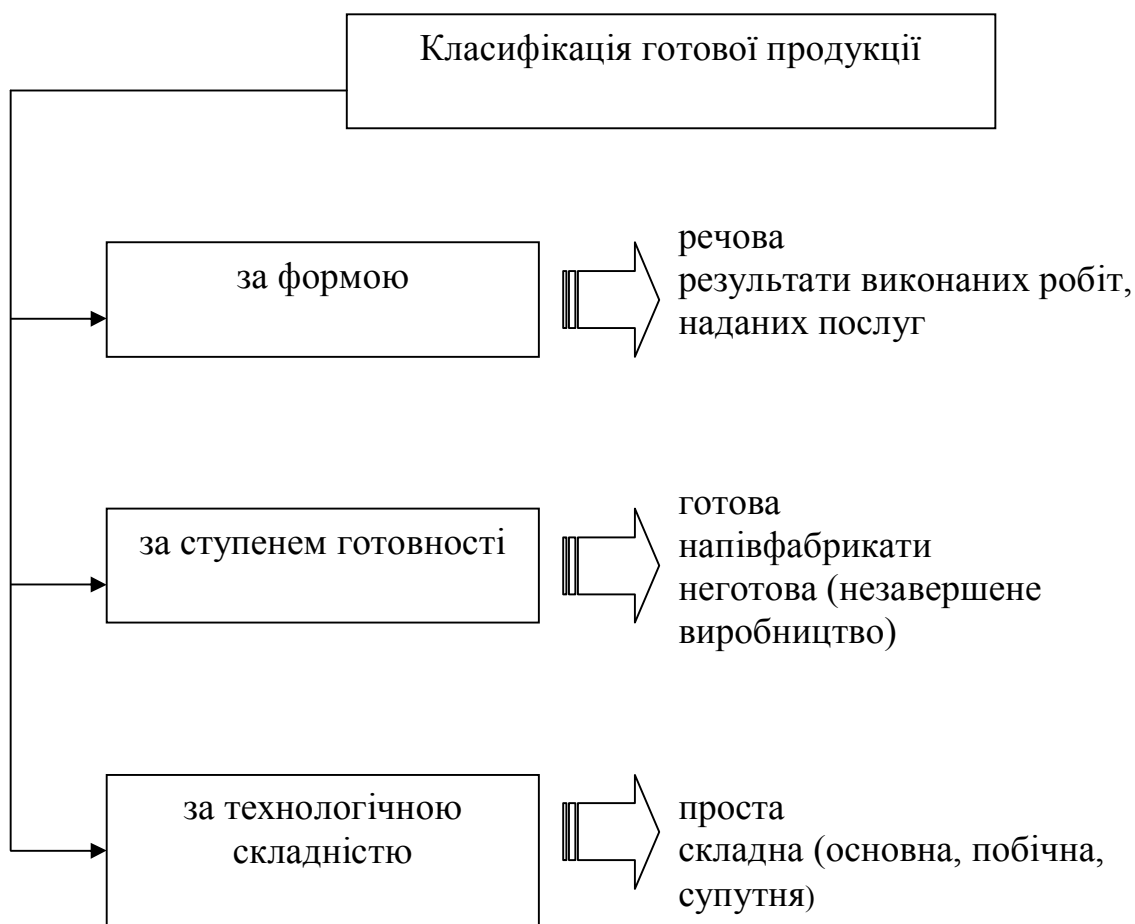 Класифікація готової продукції
за формою
речова
результати виконаних робіт,
наданих послуг
за ступенем готовності
готова
напівфабрикати
неготова (незавершене
виробництво)
за технологічною
складністю
проста
складна (основна, побічна,
супутня)